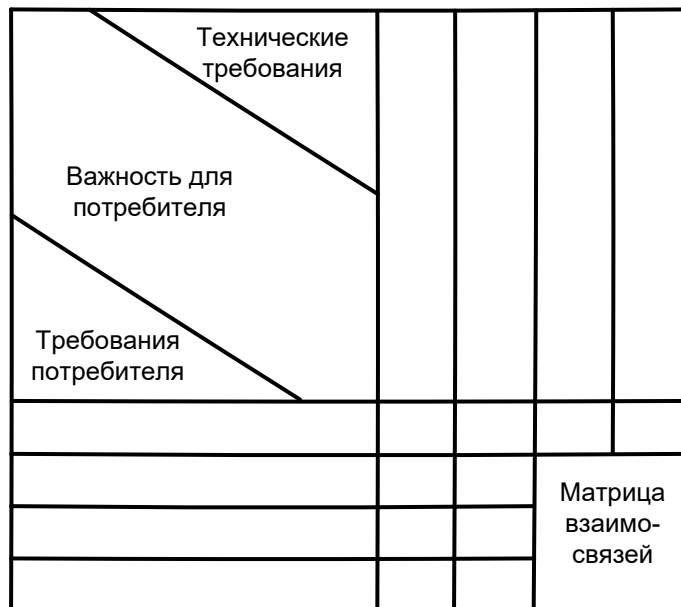 Технические
требования
Важность для
потребителя
Требования
потребителя
Матрица
взаимо-
связей